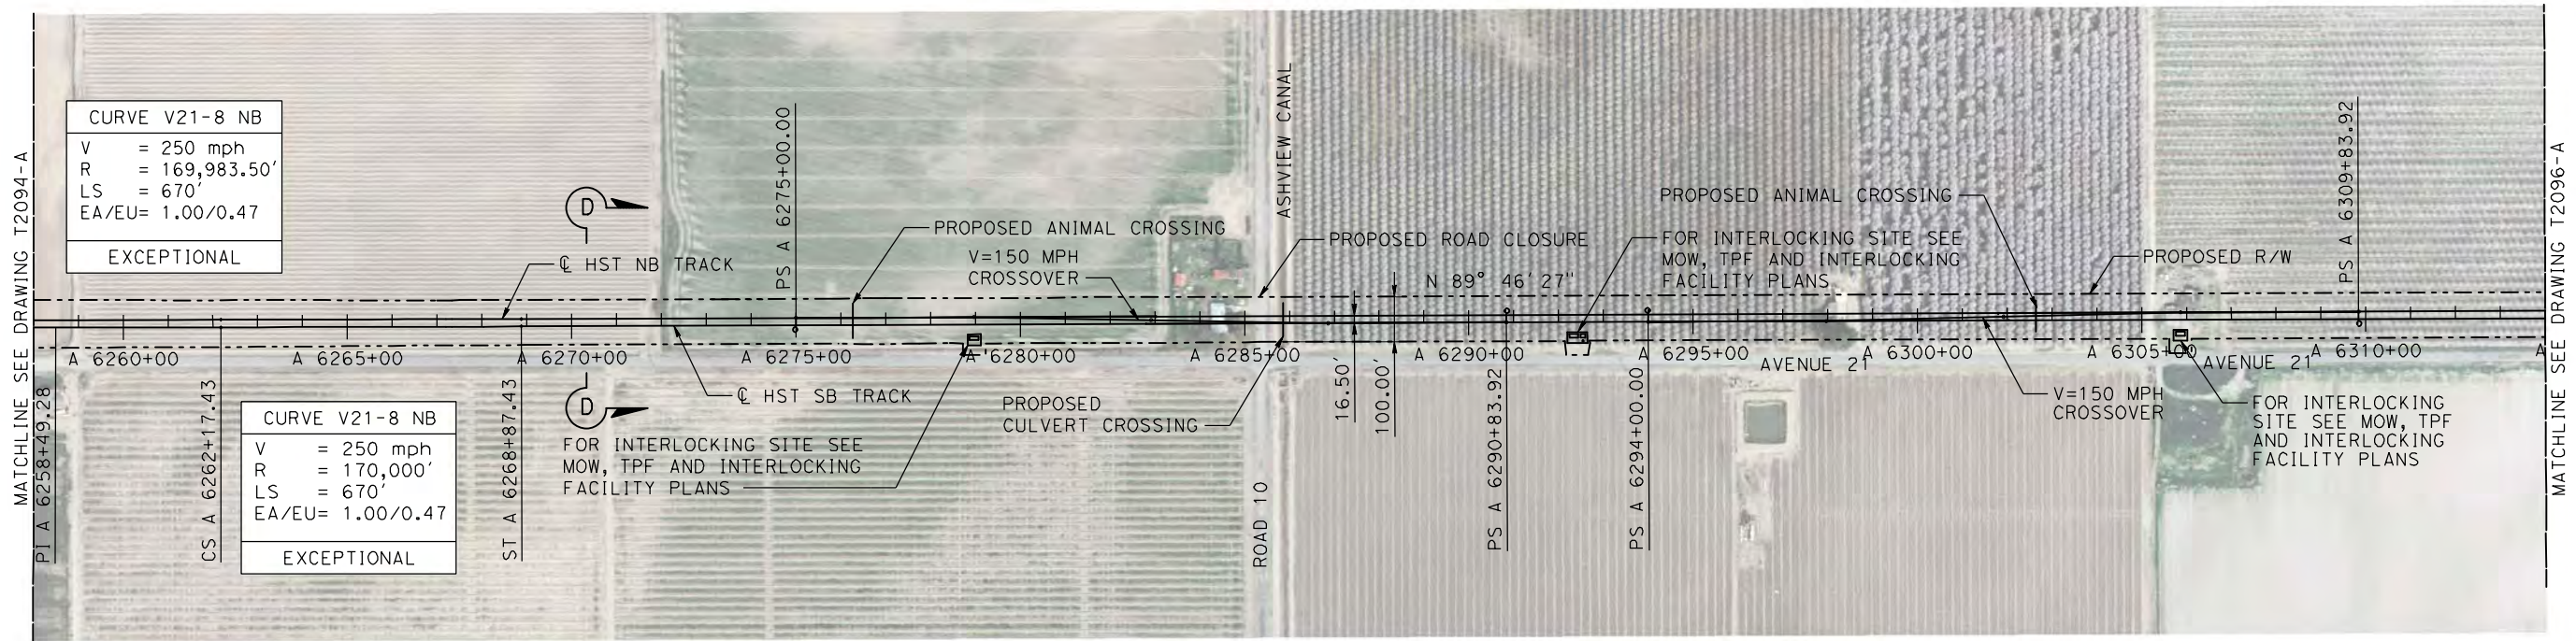 MATCHLINE SEE DRAWING T2094-A
CURVE V21-8 NB
V = 250 mph
R = 169,983.50'
LS = 670'
EA/EU= 1.00/0.47
EXCEPTIONAL
D
℄ HST NB TRACK
PS A 6275+00.00
PROPOSED ANIMAL CROSSING
V=150 MPH
CROSSOVER
ASHVIEW CANAL
PROPOSED ROAD CLOSURE
N 89° 46' 27"
PROPOSED ANIMAL CROSSING
FOR INTERLOCKING SITE SEE
MOW, TPF AND INTERLOCKING
FACILITY PLANS
PROPOSED R/W
PS A 6309+83.92
MATCHLINE SEE DRAWING T2096-A
A 6260+00
A 6265+00
A 6270+00
A 6275+00
A 6280+00
A 6285+00
A 6290+00
A 6295+00
A 6300+00
A 6305+00
A 6310+00
A
AVENUE 21
AVENUE 21
PI A 6258+49.28
CS A 6262+17.43
CURVE V21-8 NB
V = 250 mph
R = 170,000'
LS = 670'
EA/EU= 1.00/0.47
EXCEPTIONAL
ST A 6268+87.43
D
℄ HST SB TRACK
FOR INTERLOCKING SITE SEE
MOW, TPF AND INTERLOCKING
FACILITY PLANS
PROPOSED
CULVERT CROSSING
ROAD 10
16.50'
100.00'
PS A 6290+83.92
PS A 6294+00.00
V=150 MPH
CROSSOVER
FOR INTERLOCKING
SITE SEE MOW, TPF
AND INTERLOCKING
FACILITY PLANS